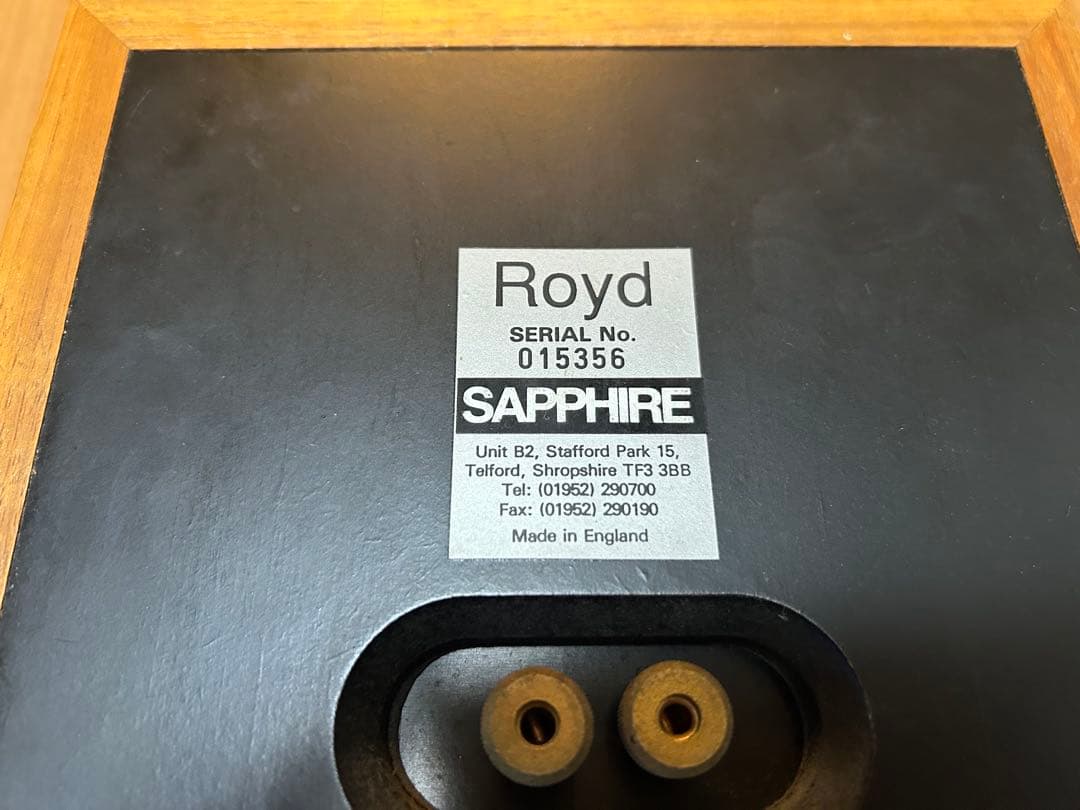 Royd
SERIAL No.
015356
SAPPHIRE
Unit B2, Stafford Park 15,
Telford, Shropshire TF3 3BB
Tel: (01952) 290700
Fax: (01952) 290190
Made in England